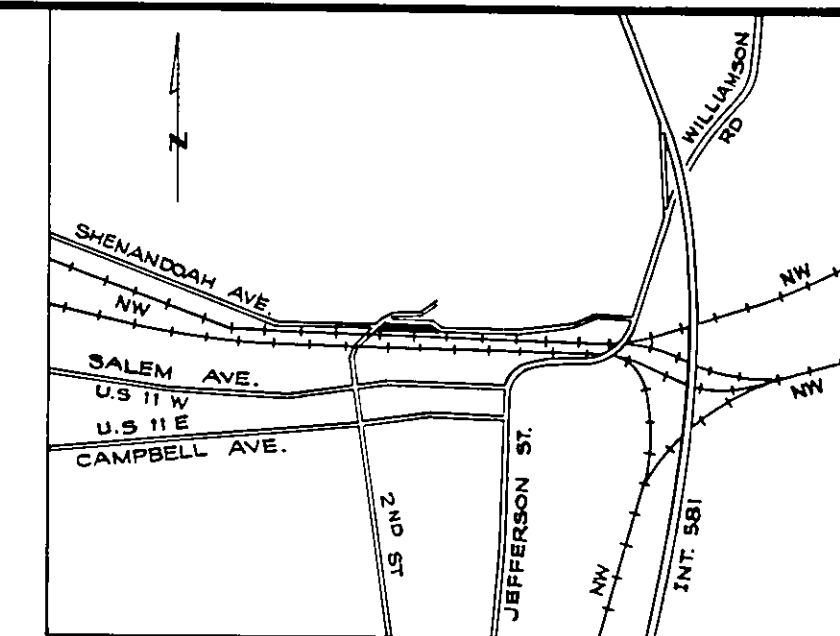 WILLIAMSON
RD
N
SHENANDOAH AVE.
NW
NW
SALEM AVE.
U.S 11 W
U.S 11 E
CAMPBELL AVE.
NW
2ND ST
JEFFERSON ST.
NW
INT. 581